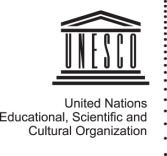 UNESCO
United Nations
Educational, Scientific and
Cultural Organization